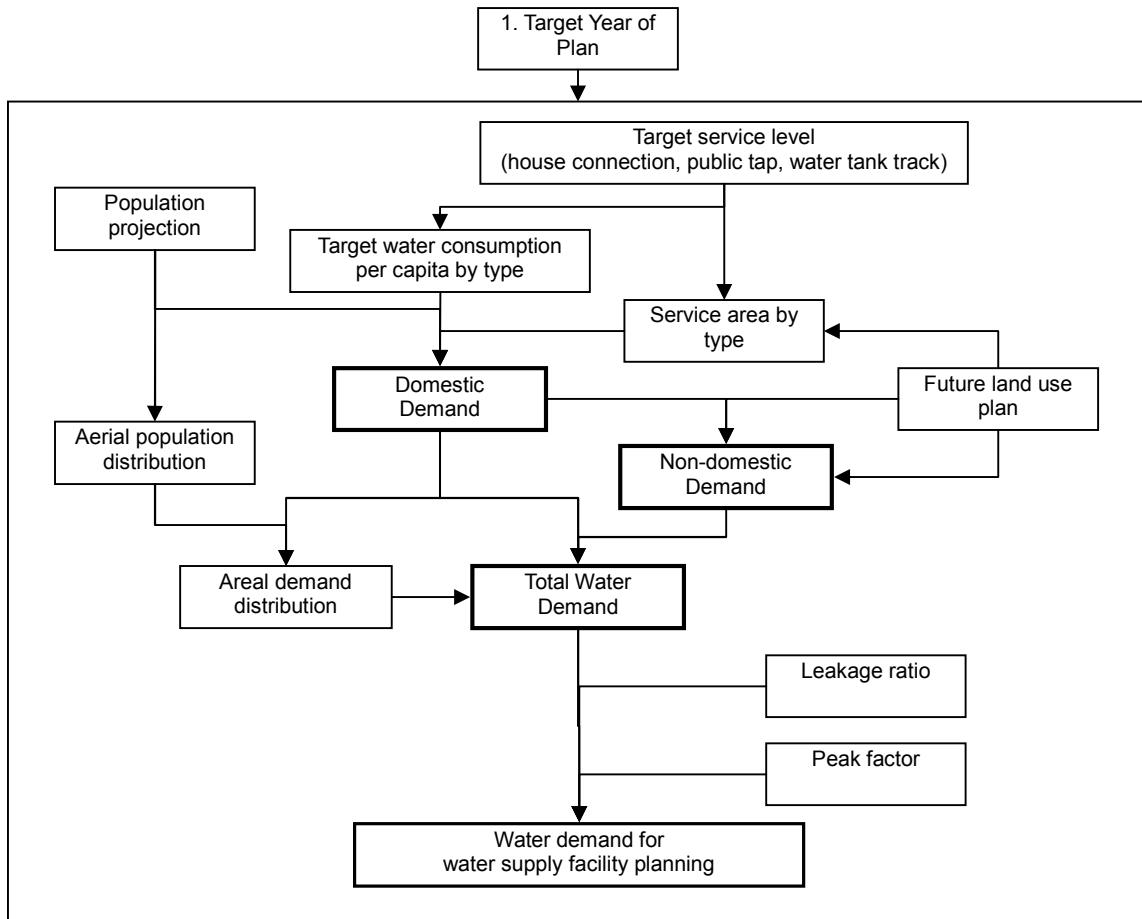 1. Target Year of
Plan
Target service level
(house connection, public tap, water tank track)
Population
projection
Target water consumption
per capita by type
Service area by
type
Domestic
Demand
Future land use
plan
Aerial population
distribution
Non-domestic
Demand
Areal demand
distribution
Total Water
Demand
Leakage ratio
Peak factor
Water demand for
water supply facility planning